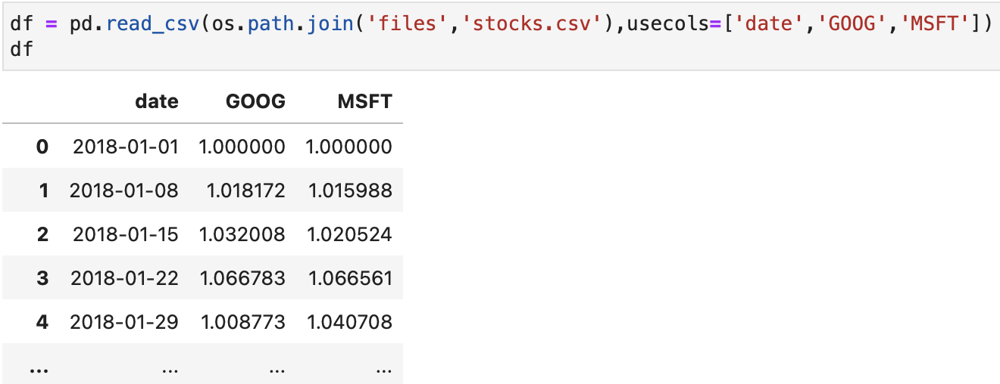 df = pd.read_csv(os.path.join('files','stocks.csv'),usecols=['date','GOOG','MSFT'])
df
date GOOG MSFT
0 2018-01-01 1.000000 1.000000
1 2018-01-08 1.018172 1.015988
2 2018-01-15 1.032008 1.020524
3 2018-01-22 1.066783 1.066561
4 2018-01-29 1.008773 1.040708
... ... ... ...